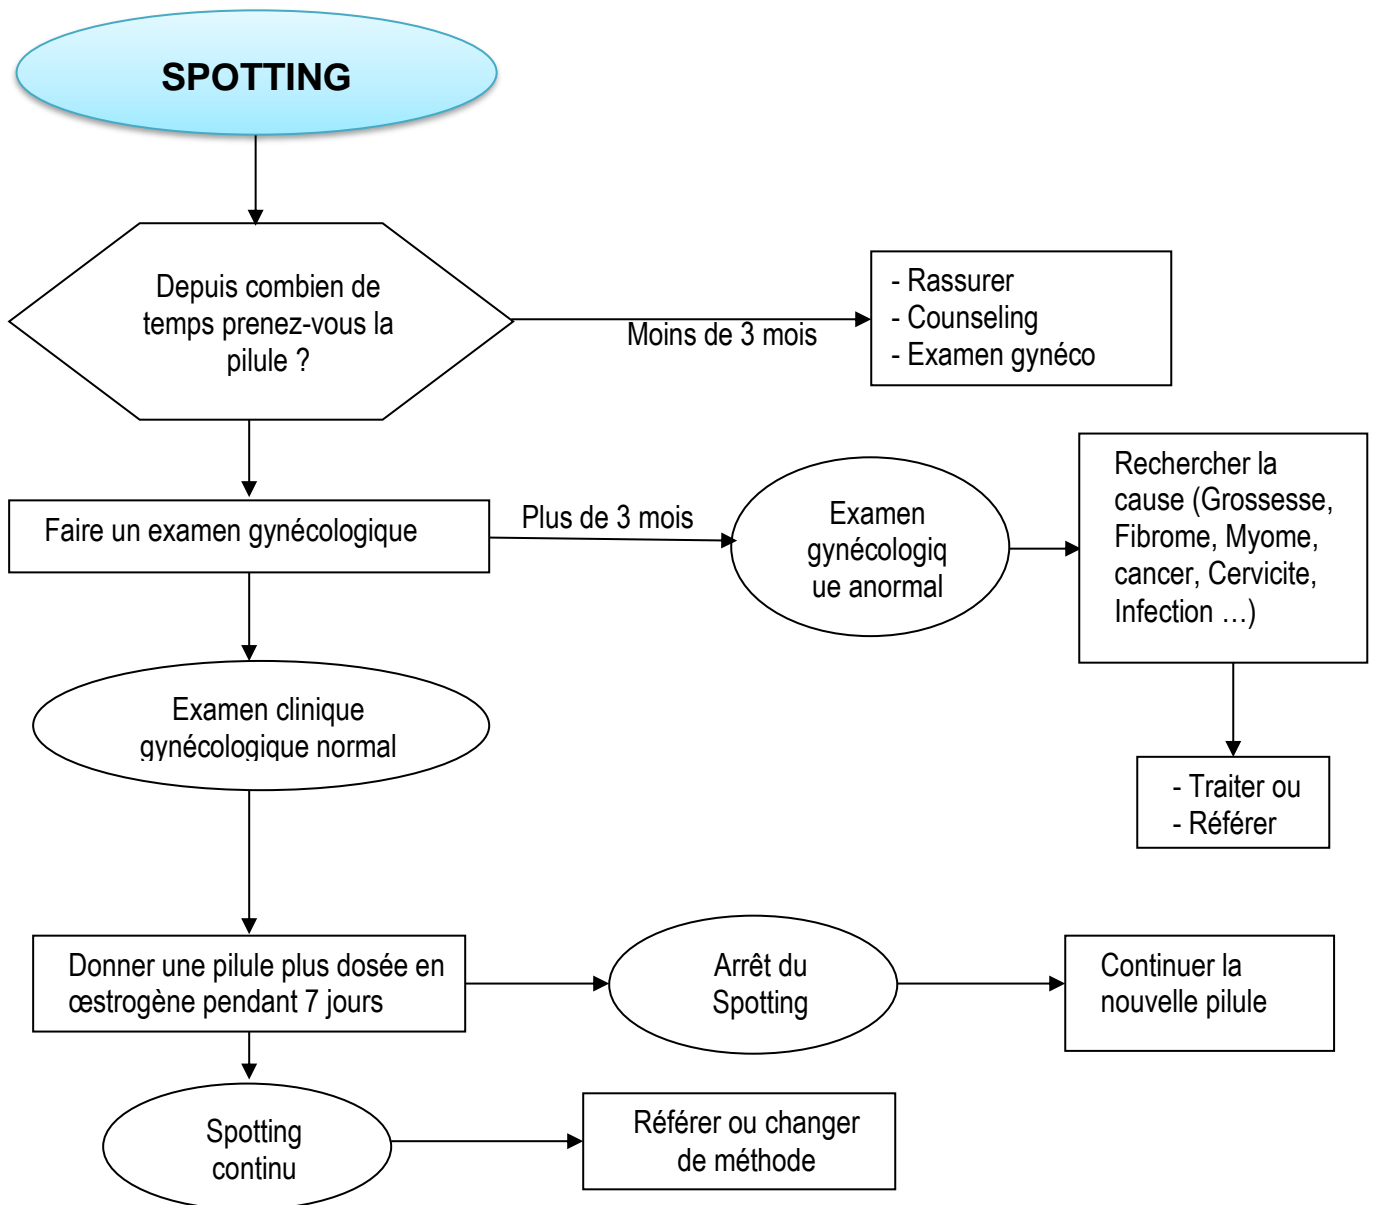 SPOTTING
Depuis combien de
temps prenez-vous la
pilule ?
Moins de 3 mois
- Rassurer
- Counseling
- Examen gynéco
Faire un examen gynécologique
Plus de 3 mois
Examen
gynécologiq
ue anormal
Rechercher la
cause (Grossesse,
Fibrome, Myome,
cancer, Cervicite,
Infection …)
Examen clinique
gynécologique normal
- Traiter ou
- Référer
Donner une pilule plus dosée en
œstrogène pendant 7 jours
Arrêt du
Spotting
Continuer la
nouvelle pilule
Spotting
continu
Référer ou changer
de méthode